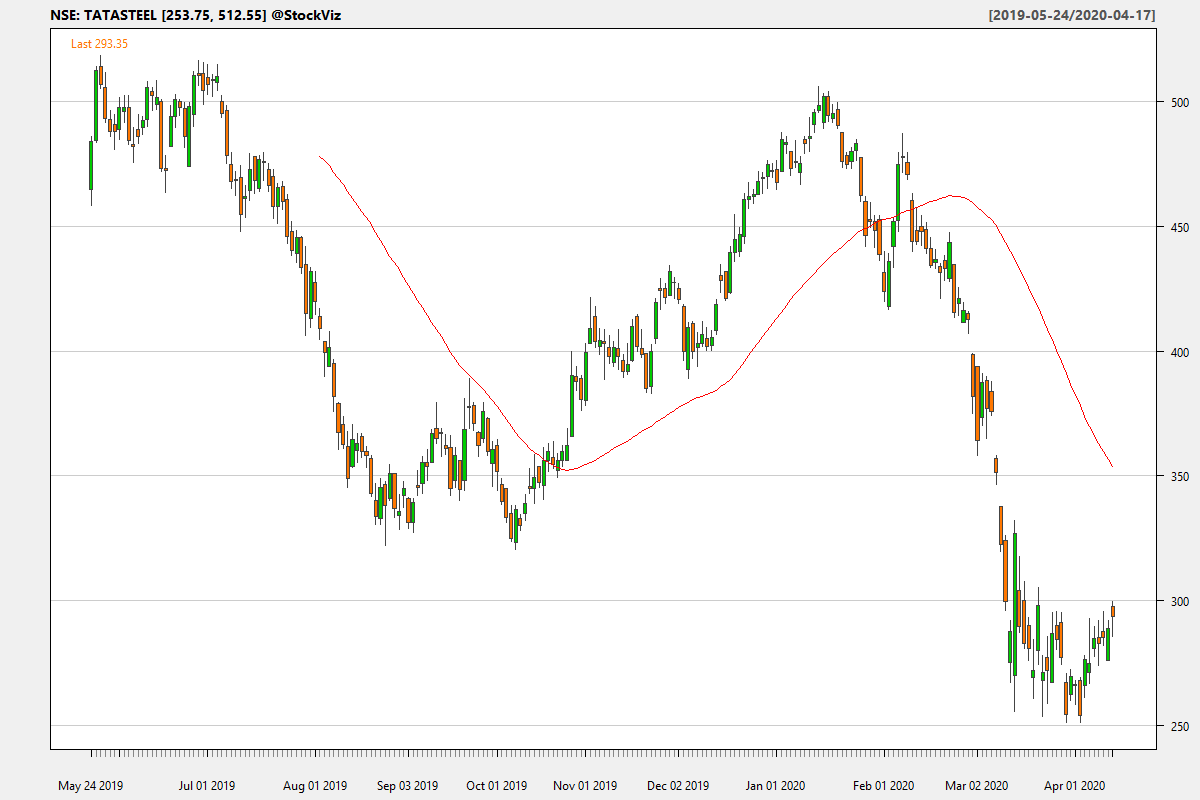 NSE: TATASTEEL [253.75, 512.55] @StockViz [2019-05-24/2020-04-17]
Last 293.35
500
450
400
350
300
250
May 24 2019 Jul 01 2019 Aug 01 2019 Sep 03 2019 Oct 01 2019 Nov 01 2019 Dec 02 2019 Jan 01 2020 Feb 01 2020 Mar 02 2020 Apr 01 2020